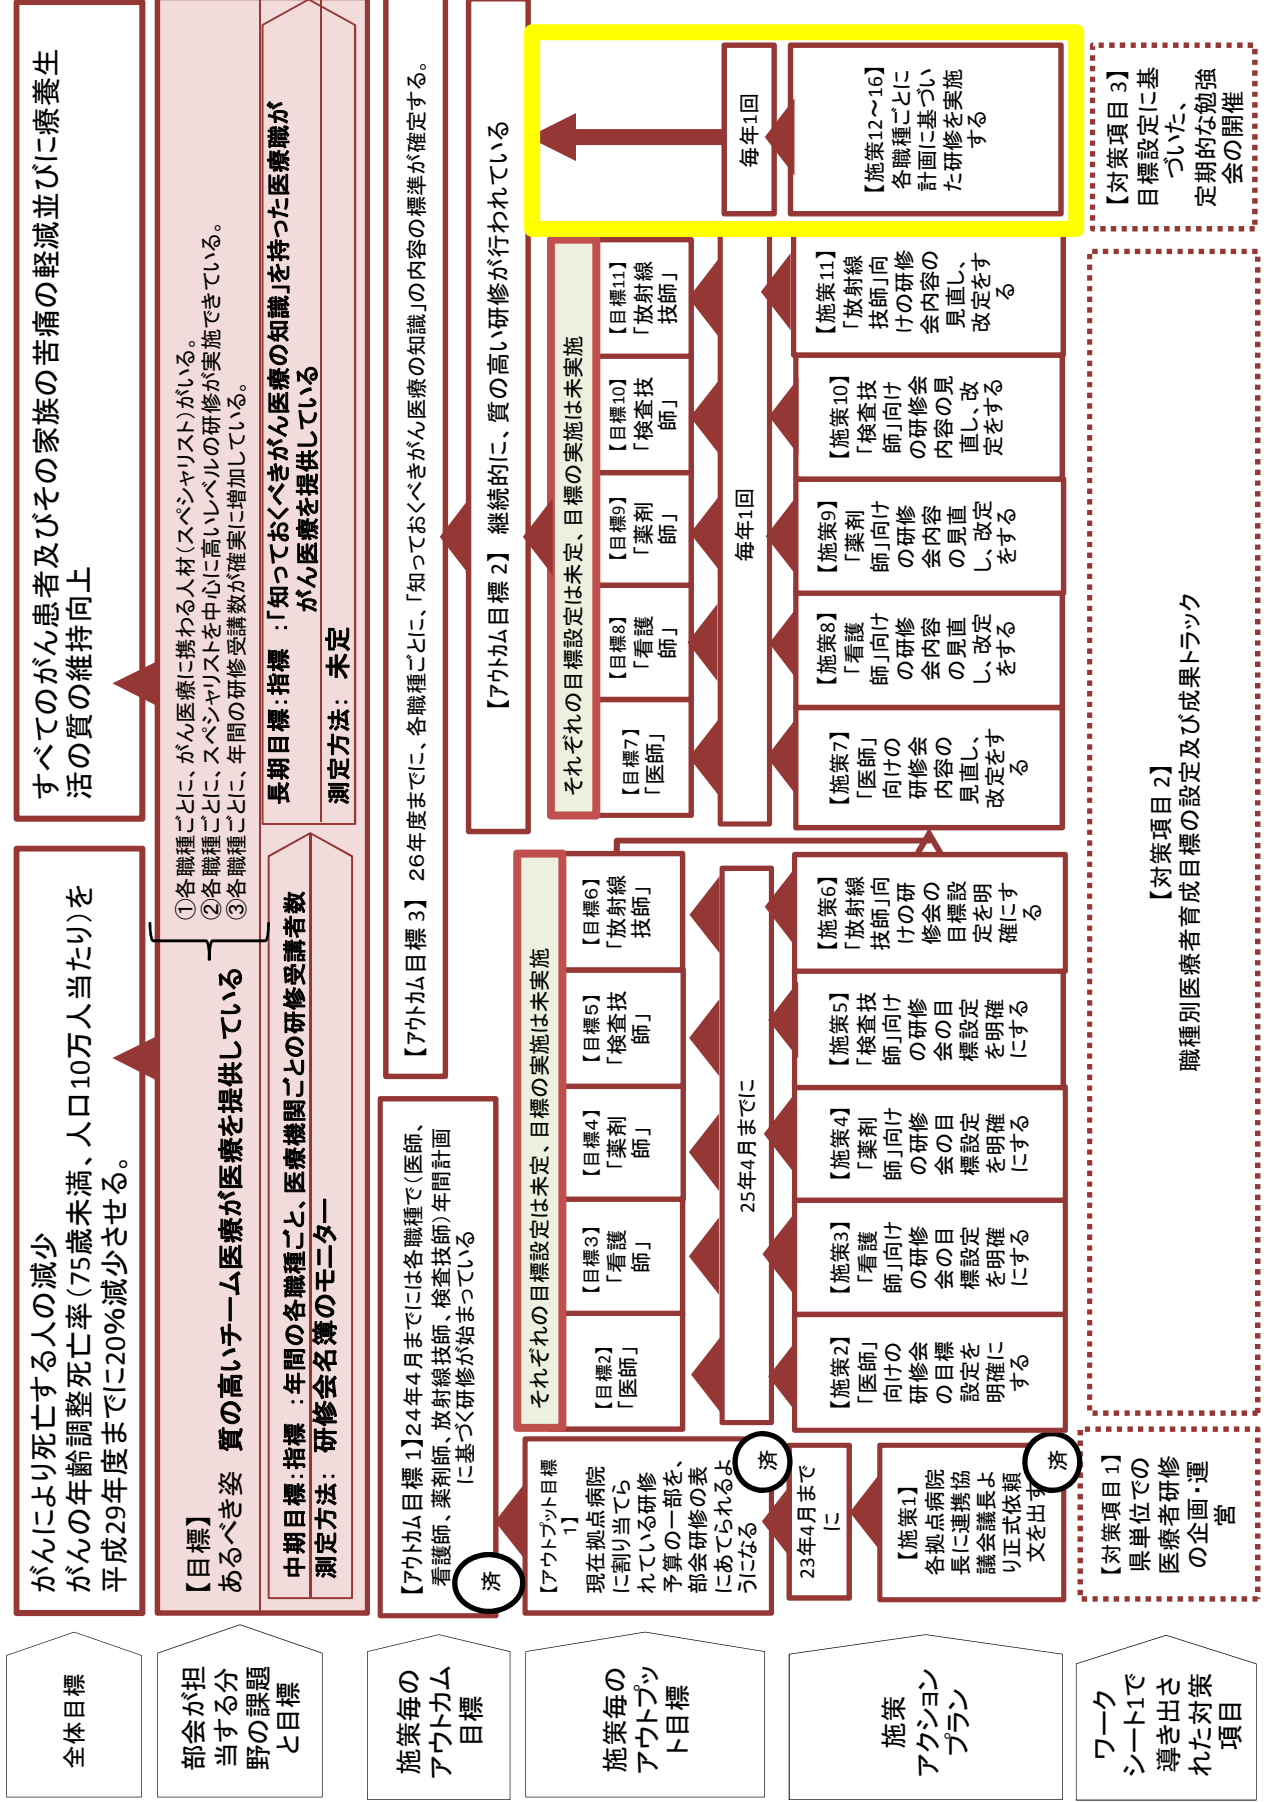 全体目標
がんにより死亡する人の減少
がんの年齢調整死亡率(75歳未満、人口10万人当たり)を
平成29年度までに20%減少させる。
すべてのがん患者及びその家族の苦痛の軽減並びに療養生
活の質の維持向上
部会が担
当する分
野の課題
と目標
【目標】
あるべき姿 質の高いチーム医療が医療を提供している
①各職種ごとに、がん医療に携わる人材(スペシャリスト)がいる。
②各職種ごとに、スペシャリストを中心に高いレベルの研修が実施できている。
③各職種ごとに、年間の研修受講数が確実に増加している。
中期目標:指標 :年間の各職種ごと、医療機関ごとの研修受講者数
測定方法: 研修会名簿のモニター
長期目標:指標 :「知っておくべきがん医療の知識」を持った医療職が
がん医療を提供している
測定方法: 未定
施策毎の
アウトカム
目標
【アウトカム目標 1】24年4月までには各職種で(医師、
看護師、薬剤師、放射線技師、検査技師)年間計画
に基づく研修が始まっている
済
【アウトカム目標 3】 26年度までに、各職種ごとに、「知っておくべきがん医療の知識」の内容の標準が確定する。
【アウトカム目標 2】 継続的に、質の高い研修が行われている
施策毎の
アウトプッ
ト目標
【アウトプット目標
1】
現在拠点病院
に割り当てら
れている研修
予算の一部を、
部会研修の表
にあてられるよ
うになる
済
それぞれの目標設定は未定、目標の実施は未実施
【目標2】
「医師」
【目標3】
「看護
師」
【目標4】
「薬剤
師」
【目標5】
「検査技
師」
【目標6】
「放射線
技師」
それぞれの目標設定は未定、目標の実施は未実施
【目標7】
「医師」
【目標8】
「看護
師」
【目標9】
「薬剤
師」
【目標10】
「検査技
師」
【目標11】
「放射線
技師」
23年4月まで
に
25年4月までに
毎年1回
毎年1回
施策
アクション
プラン
【施策1】
各拠点病院
長に連携協
議会議長よ
り正式依頼
文を出す
済
【施策2】
「医師」
向けの
研修会
の目標
設定を
明確に
する
【施策3】
「看護
師」向け
の研修
会の目
標設定
を明確
にする
【施策4】
「薬剤
師」向け
の研修
会の目
標設定
を明確
にする
【施策5】
「検査技
師」向け
の研修
会の目
標設定
を明確
にする
【施策6】
「放射線
技師」向
けの研
修会の
目標設
定を明
確にす
る
【施策7】
「医師」
向けの
研修会
内容の
見直し、
改定をす
る
【施策8】
「看護
師」向け
の研修
会内容
の見直
し、改定
をする
【施策9】
「薬剤
師」向け
の研修
会内容
の見直
し、改定
をする
【施策10】
「検査技
師」向け
の研修会
内容の見
直し、改
定をする
【施策11】
「放射線
技師」向
けの研修
会内容の
見直し、
改定をす
る
【施策12～16】
各職種ごとに
計画に基づい
た研修を実施
する
ワーク
シート1で
導き出さ
れた対策
項目
【対策項目 1】
県単位での
医療者研修
の企画・運
営
【対策項目 2】
職種別医療者育成目標の設定及び成果トラック
【対策項目 3】
目標設定に基
づいた、
定期的な勉強
会の開催